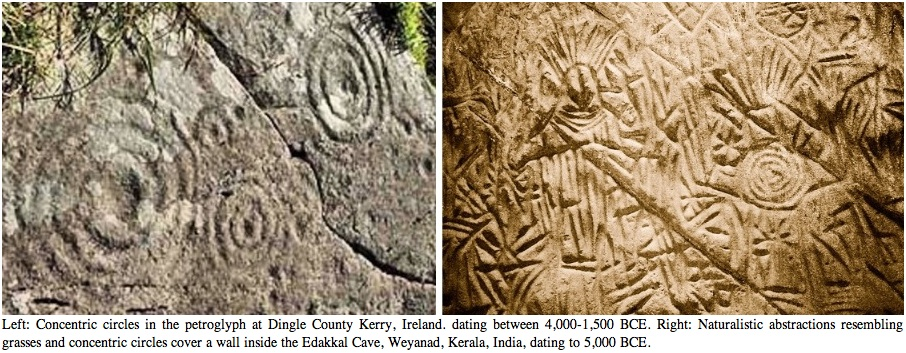 Left: Concentric circles in the petroglyph at Dingle County Kerry, Ireland. dating between 4,000-1,500 BCE. Right: Naturalistic abstractions resembling
grasses and concentric circles cover a wall inside the Edakkal Cave, Weyanad, Kerala, India, dating to 5,000 BCE.